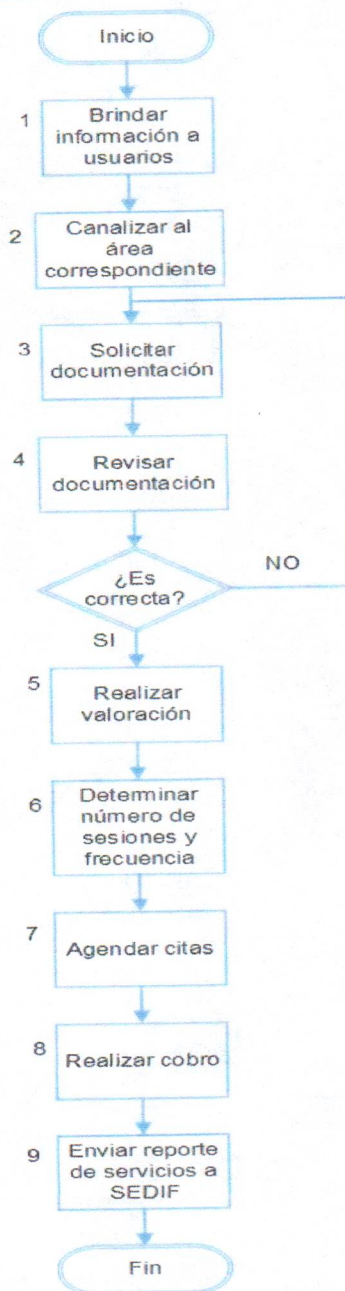 Inicio
1
Brindar
información a
usuarios
2
Canalizar al
área
correspondiente
3
Solicitar
documentación
4
Revisar
documentación
¿Es
correcta?
NO
SI
5
Realizar
valoración
6
Determinar
número de
sesiones y
frecuencia
7
Agendar citas
8
Realizar cobro
9
Enviar reporte
de servicios a
SEDIF
Fin